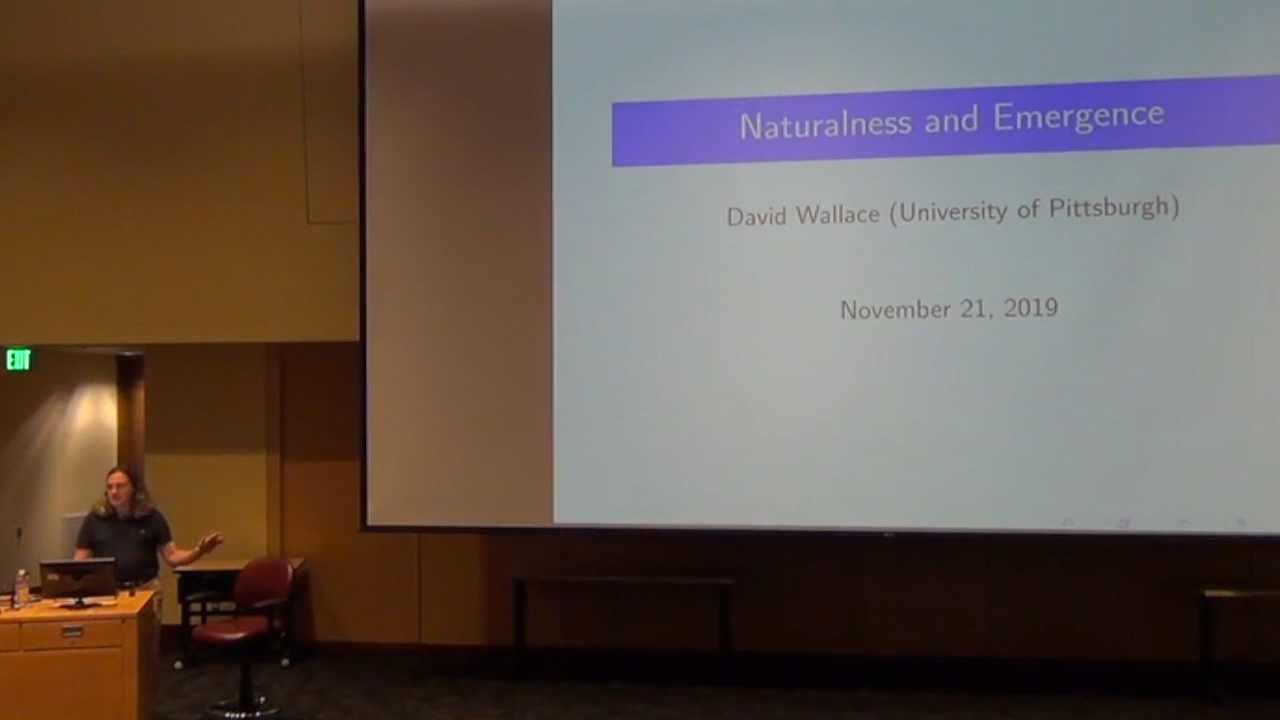 Naturalness and Emergence
David Wallace (University of Pittsburgh)
November 21, 2019
EXIT